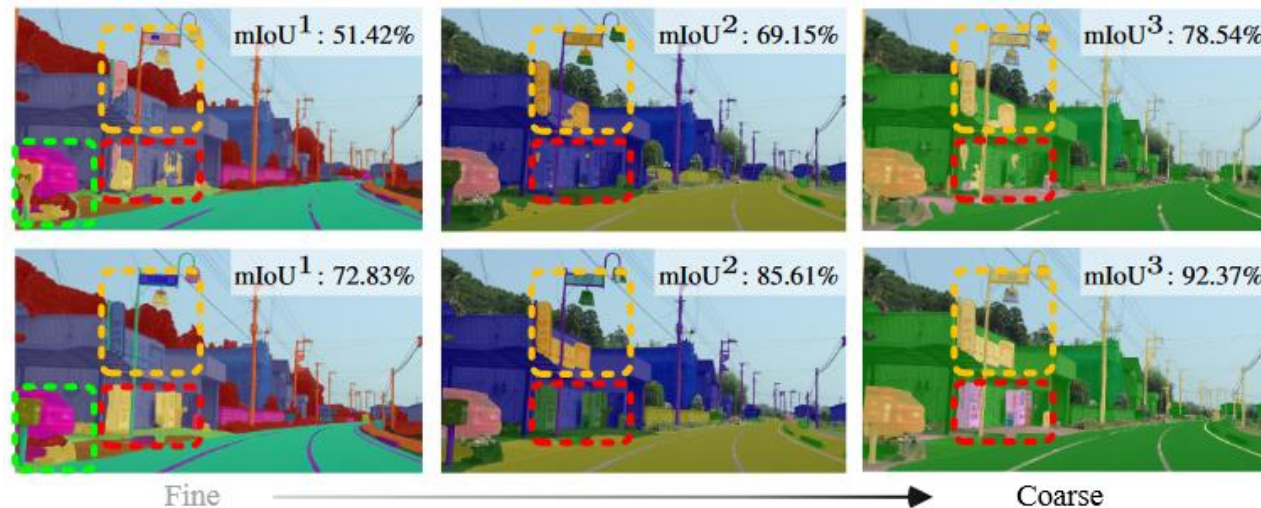 mIoU1: 51.42%
mIoU2: 69.15%
mIoU3: 78.54%
mIoU1: 72.83%
mIoU2: 85.61%
mIoU3: 92.37%
Fine
Coarse